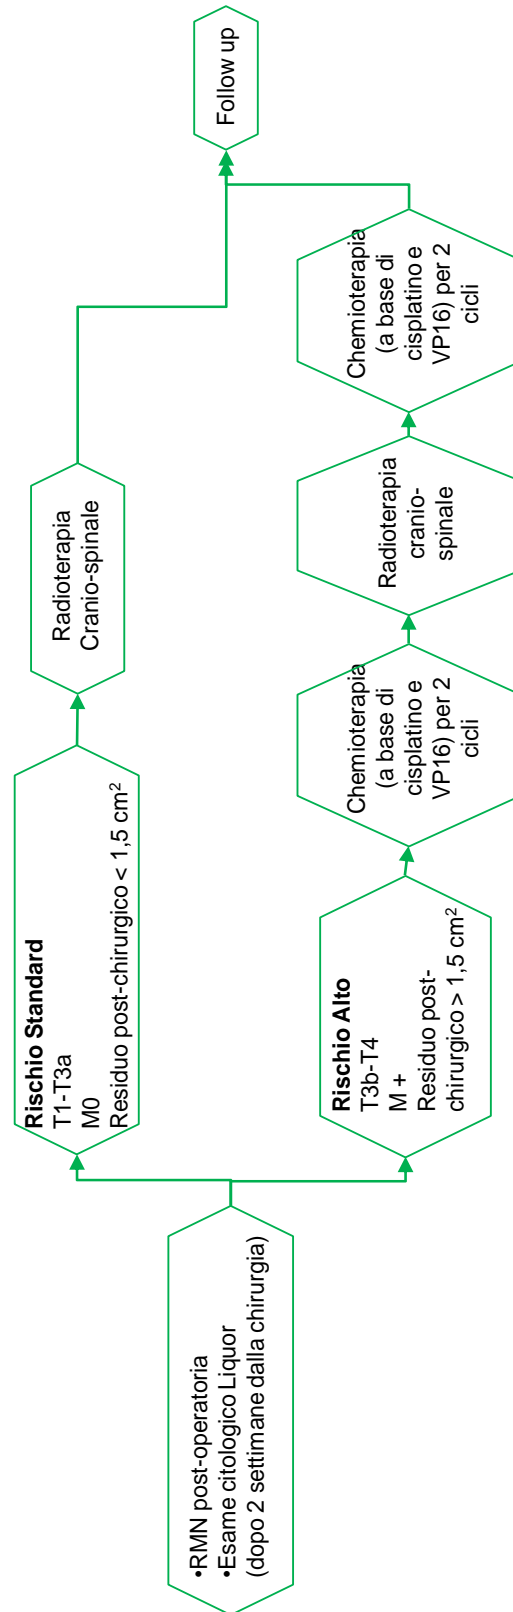 •RMN post-operatoria
•Esame citologico Liquor
(dopo 2 settimane dalla chirurgia)
Rischio Standard
T1-T3a
M0
Residuo post-chirurgico < 1,5 cm²
Radioterapia
Cranio-spinale
Rischio Alto
T3b-T4
M +
Residuo post-
chirurgico > 1,5 cm²
Chemioterapia
(a base di
cisplatino e
VP16) per 2
cicli
Radioterapia
cranio-
spinale
Chemioterapia
(a base di
cisplatino e
VP16) per 2
cicli
Follow up